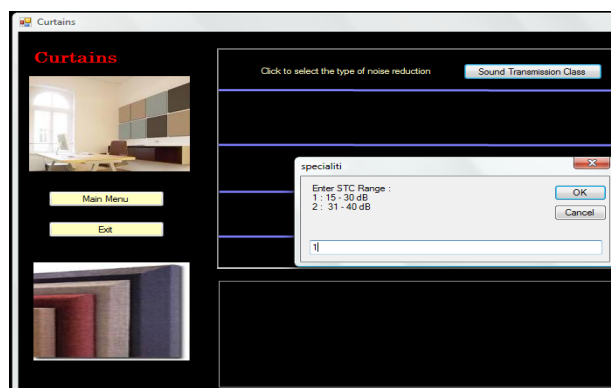 Curtains
Curtains
Click to select the type of noise reduction
Sound Transmission Class
Main Menu
Exit
specialiti
Enter STC Range :
1 : 15 - 30 dB
2 : 31 - 40 dB
OK
Cancel
1